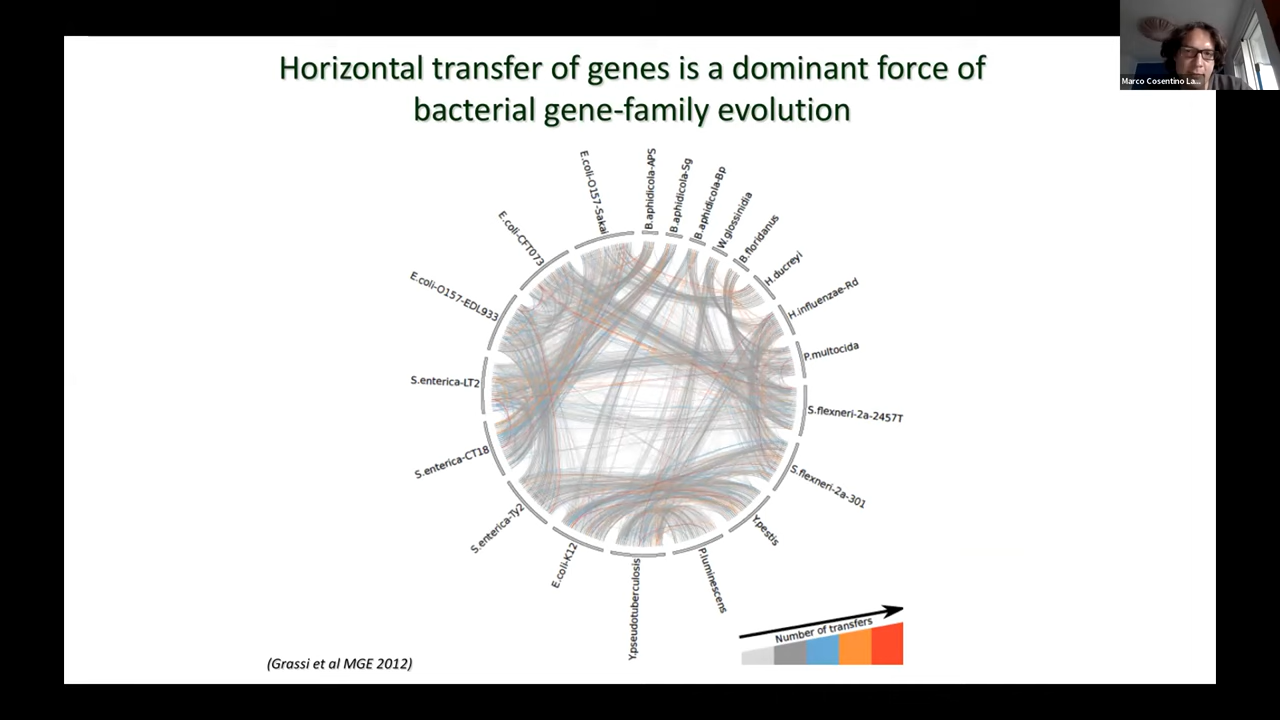 Marco Cosentino La...
Horizontal transfer of genes is a dominant force of
bacterial gene-family evolution
E.coli-O157-Sakai
B.aphidicola-APS
B.aphidicola-Sg
B.aphidicola-Bp
W.glossinidia
B.floridanus
H.ducreyi
H.influenzae-Rd
P.multocida
S.flexneri-2a-2457T
S.flexneri-2a-301
Y.pestis
P.luminescens
Y.pseudotuberculosis
E.coli-K12
S.enterica-Ty2
S.enterica-CT18
S.enterica-LT2
E.coli-O157-EDL933
E.coli-CFT073
Number of transfers
(Grassi et al MGE 2012)